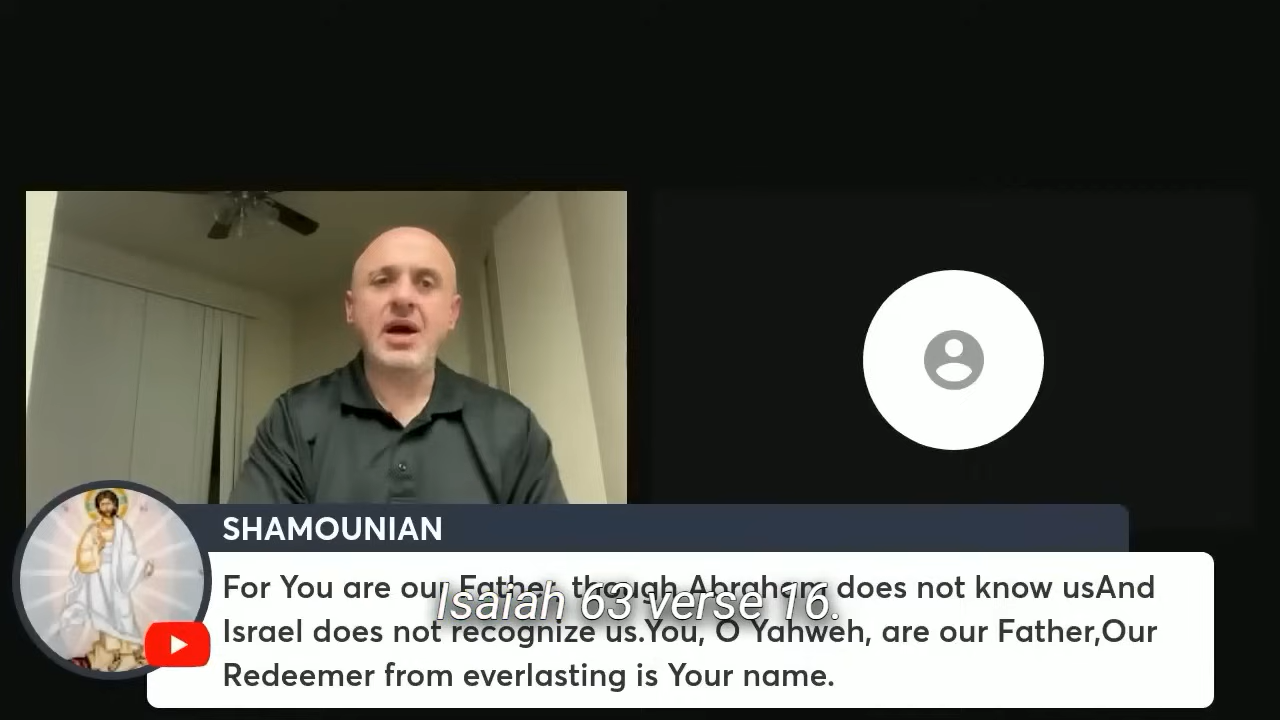 SHAMOUNIAN
For You are our Father, though Abraham does not know usAnd
Isaiah 63 verse 16.
Israel does not recognize us.You, O Yahweh, are our Father,Our
Redeemer from everlasting is Your name.